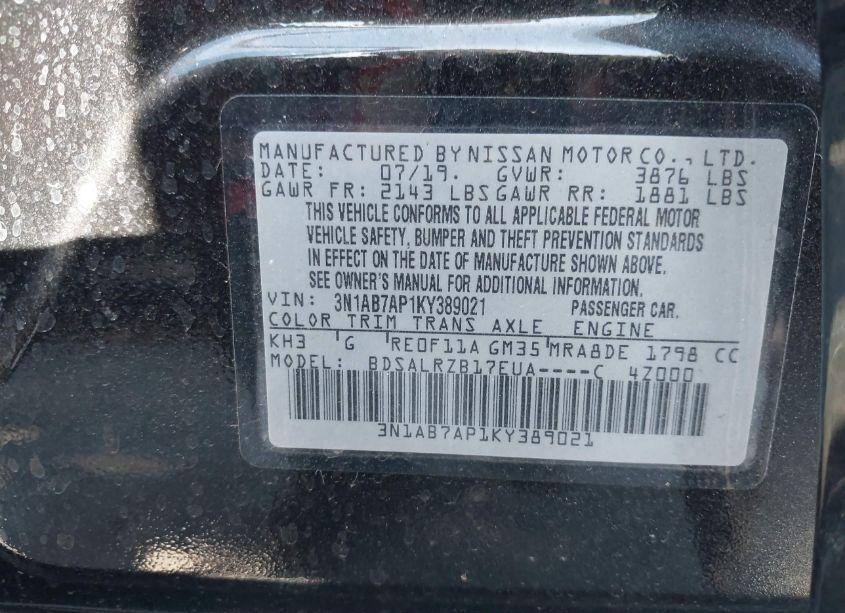 MANUFACTURED BY NISSAN MOTOR CO., LTD.
DATE: 07/19. GVWR: 3876 LBS
GAWR FR: 2143 LBS GAWR RR: 1881 LBS
THIS VEHICLE CONFORMS TO ALL APPLICABLE FEDERAL MOTOR
VEHICLE SAFETY, BUMPER AND THEFT PREVENTION STANDARDS
IN EFFECT ON THE DATE OF MANUFACTURE SHOWN ABOVE.
SEE OWNER'S MANUAL FOR ADDITIONAL INFORMATION.
VIN: 3N1AB7AP1KY389021 PASSENGER CAR.
COLOR TRIM TRANS AXLE ENGINE
KH3 G RE0F11A GM35 MRA8DE 1798 CC
MODEL: BDSALRZB17EUA----C 4Z000
3N1AB7AP1KY389021